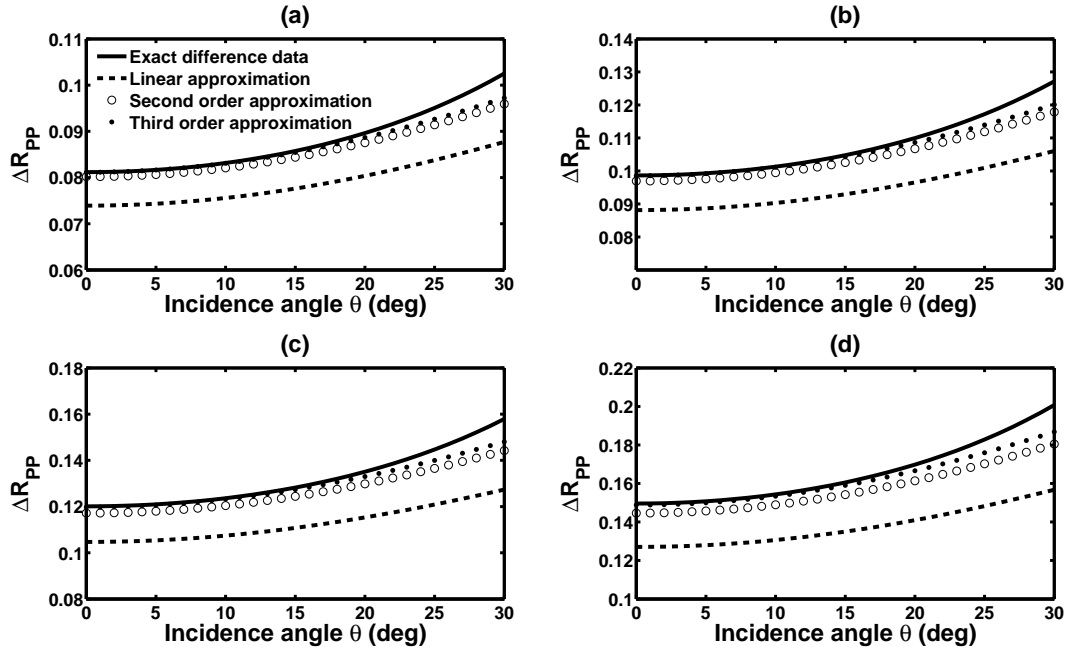 (a)
0.11
0.1
0.09
0.08
0.07
0.06
ΔR_PP
Exact difference data
Linear approximation
Second order approximation
Third order approximation
0 5 10 15 20 25 30
Incidence angle θ (deg)
(b)
0.14
0.13
0.12
0.11
0.1
0.09
0.08
ΔR_PP
0 5 10 15 20 25 30
Incidence angle θ (deg)
(c)
0.18
0.16
0.14
0.12
0.1
0.08
ΔR_PP
0 5 10 15 20 25 30
Incidence angle θ (deg)
(d)
0.22
0.2
0.18
0.16
0.14
0.12
0.1
ΔR_PP
0 5 10 15 20 25 30
Incidence angle θ (deg)